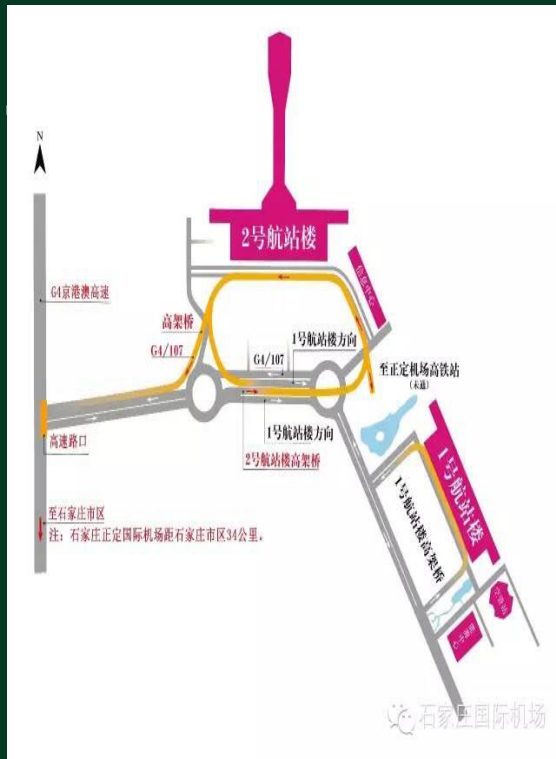 N
2号航站楼
信息中心
G4京港澳高速
高架桥
G4/107
G4/107
1号航站楼方向
至正定机场高铁站
(未通)
高速路口
1号航站楼方向
2号航站楼高架桥
1号航站楼
1号航站楼高架桥
至石家庄市区
注：石家庄正定国际机场距石家庄市区34公里。
石家庄国际机场